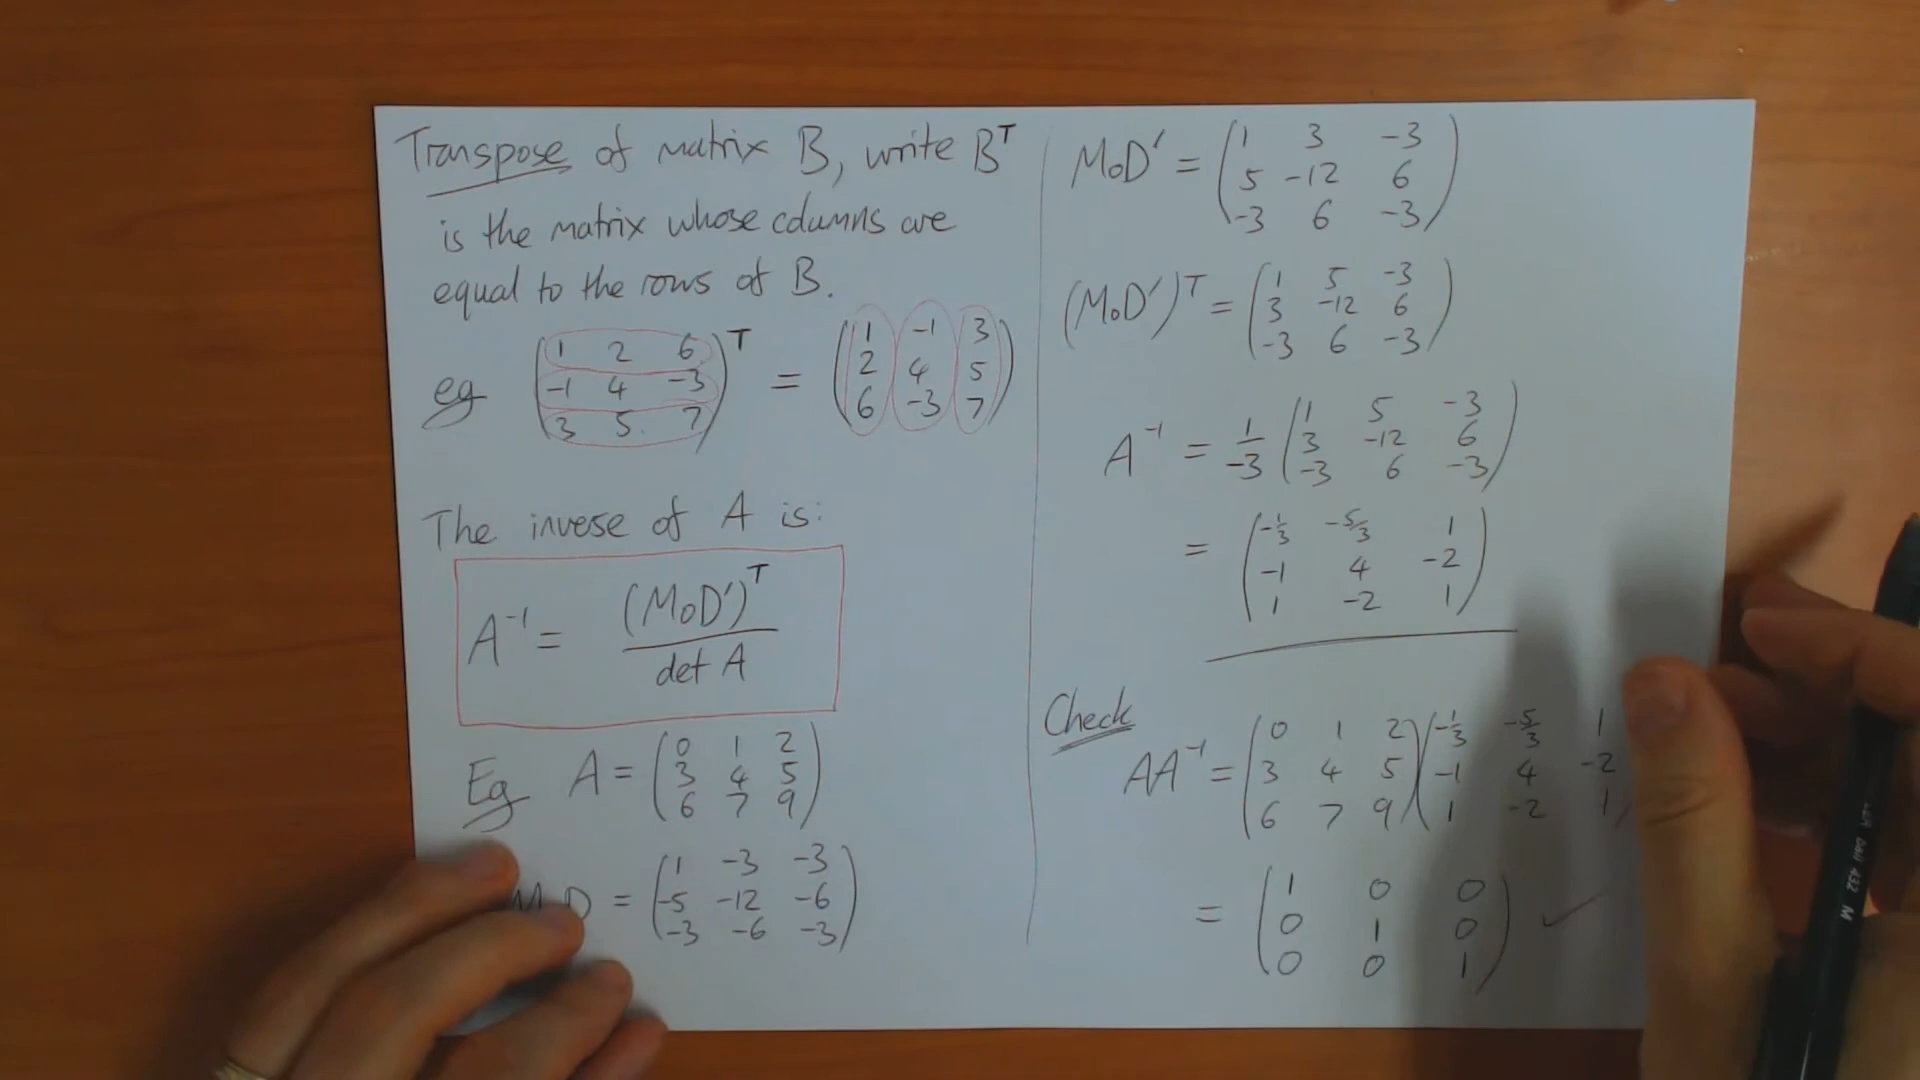 Transpose of matrix B, write Bᵀ
is the matrix whose columns are
equal to the rows of B.
eg (1 2 6)ᵀ = (1 -1 3)
(-1 4 -3) (2 4 5)
(3 5 7) (6 -3 7)
The invese of A is:
A⁻¹ = (MoD')ᵀ / det A
Eg A = (0 1 2)
(3 4 5)
(6 7 9)
= (1 -3 -3)
(-5 -12 -6)
(-3 -6 -3)
MoD' = (1 3 -3)
(5 -12 6)
(-3 6 -3)
(MoD')ᵀ = (1 5 -3)
(3 -12 6)
(-3 6 -3)
A⁻¹ = 1/-3 (1 5 -3)
(3 -12 6)
(-3 6 -3)
= (-1/3 -5/3 1)
(-1 4 -2)
(1 -2 1)
Check
AA⁻¹ = (0 1 2)(-1/3 -5/3 1)
(3 4 5)(-1 4 -2)
(6 7 9)(1 -2 1)
= (1 0 0) ✓
(0 1 0)
(0 0 1)